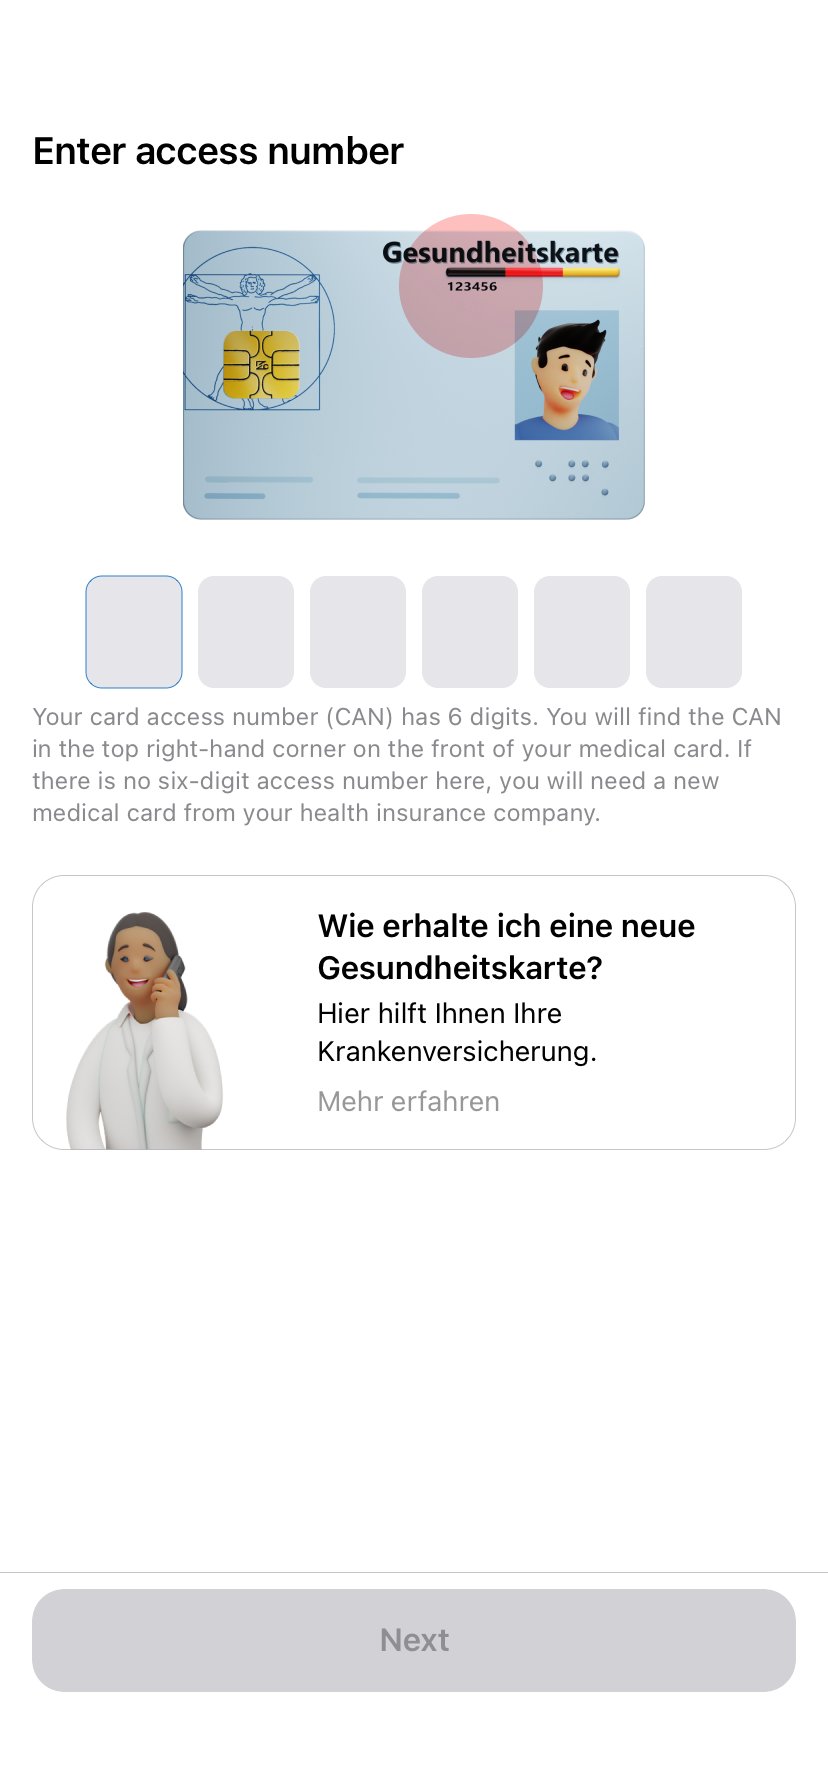 Enter access number
Gesundheitskarte
123456
Your card access number (CAN) has 6 digits. You will find the CAN
in the top right-hand corner on the front of your medical card. If
there is no six-digit access number here, you will need a new
medical card from your health insurance company.
Wie erhalte ich eine neue
Gesundheitskarte?
Hier hilft Ihnen Ihre
Krankenversicherung.
Mehr erfahren
Next